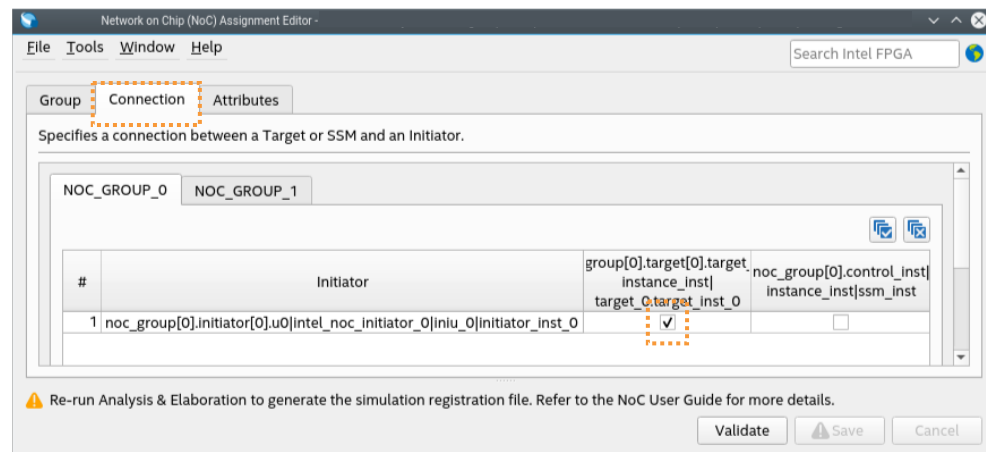 Network on Chip (NoC) Assignment Editor -
File Tools Window Help
Search Intel FPGA
Group Connection Attributes
Specifies a connection between a Target or SSM and an Initiator.
NOC_GROUP_0 NOC_GROUP_1
# Initiator
group[0].target[0].target_
instance_inst|
target_0.target_inst_0
noc_group[0].control_inst|
instance_inst|ssm_inst
1 noc_group[0].initiator[0].u0|intel_noc_initiator_0|iniu_0|initiator_inst_0
Re-run Analysis & Elaboration to generate the simulation registration file. Refer to the NoC User Guide for more details.
Validate Save Cancel